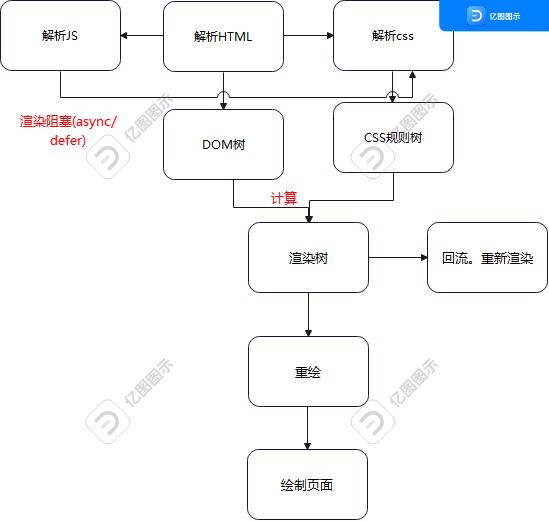 亿图图示
解析JS
解析HTML
解析css
渲染阻塞(async/
defer)
亿图图示
亿图图示
DOM树
CSS规则树
计算
渲染树
回流。重新渲染
重绘
亿图图示
亿图图示
绘制页面